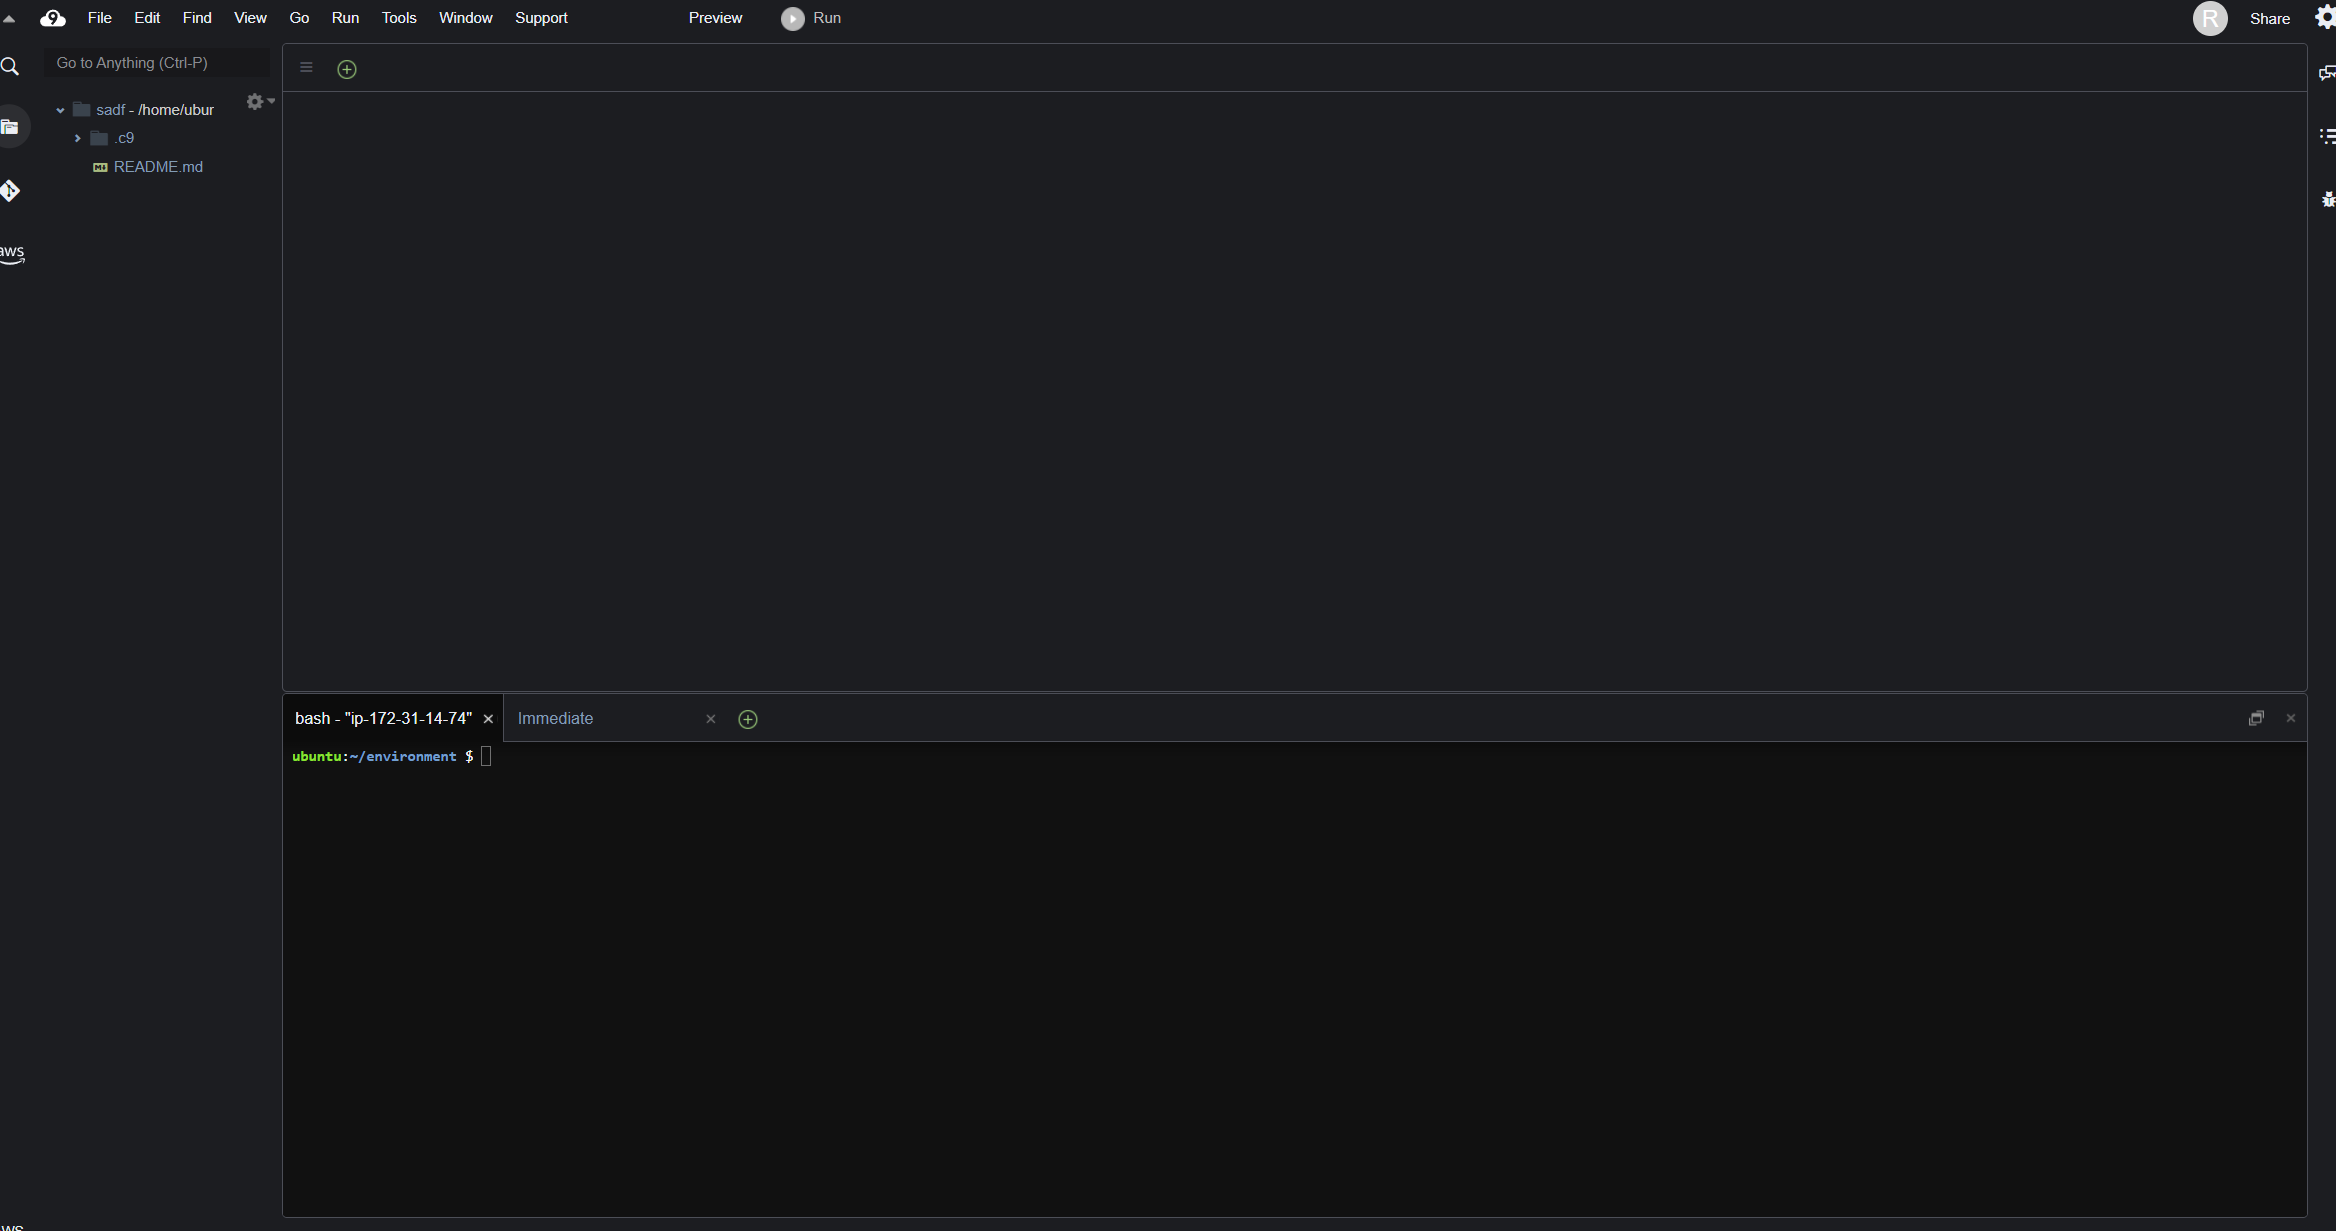 9 File Edit Find View Go Run Tools Window Support Preview Run R Share
Go to Anything (Ctrl-P)
sadf - /home/ubur
.c9
README.md
aws
bash - "ip-172-31-14-74" Immediate
ubuntu:~/environment $